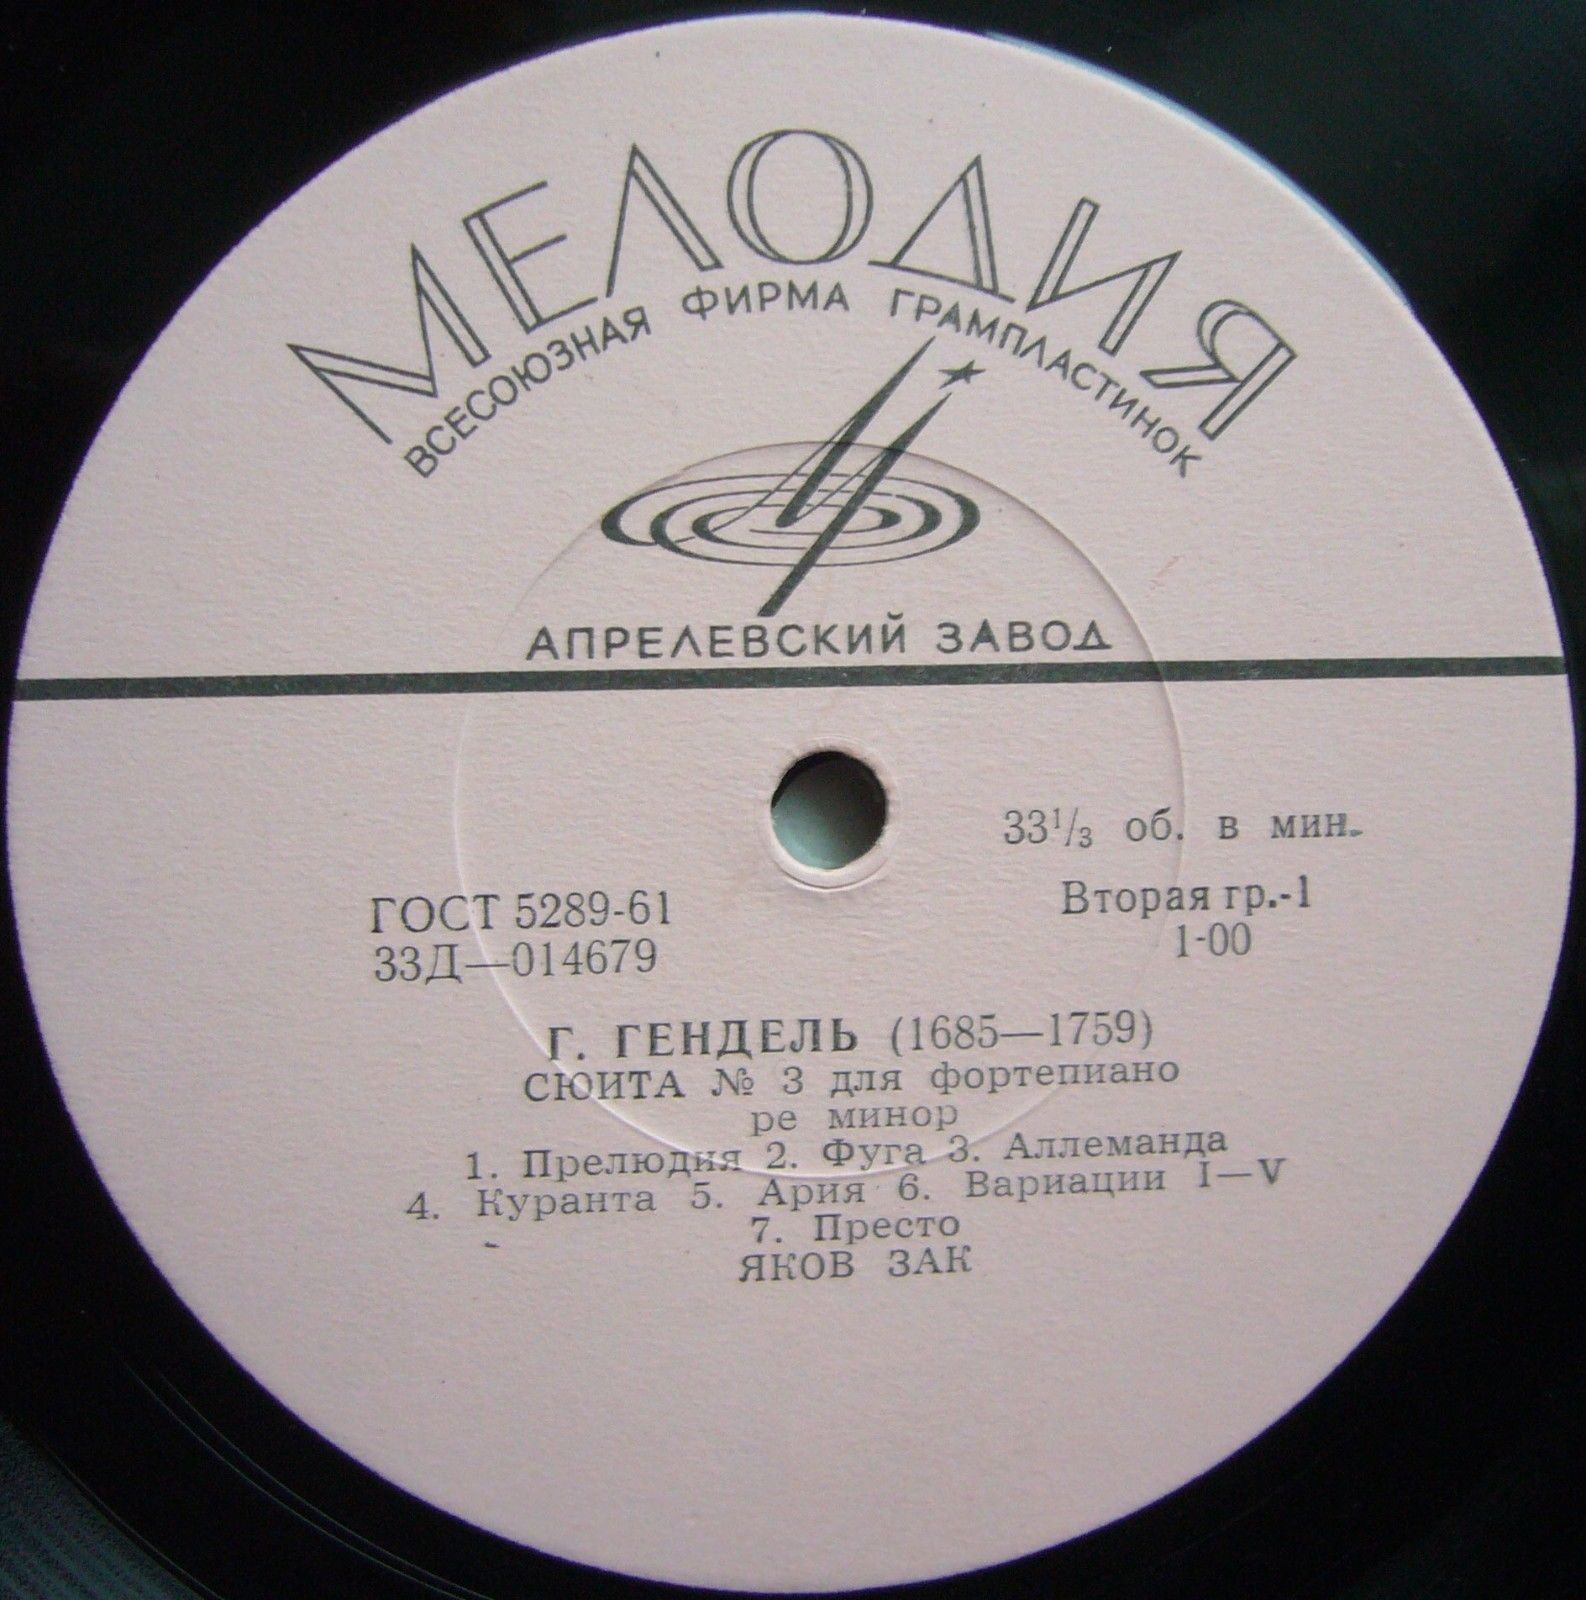 МЕЛОДИЯ
ВСЕСОЮЗНАЯ ФИРМА ГРАМПЛАСТИНОК
АПРЕЛЕВСКИЙ ЗАВОД
33¹/₃ об. в мин.
ГОСТ 5289-61
33Д—014679
Вторая гр.-1
1-00
Г. ГЕНДЕЛЬ (1685—1759)
СЮИТА № 3 для фортепиано
ре минор
1. Прелюдия 2. Фуга 3. Аллеманда
4. Куранта 5. Ария 6. Вариации I—V
7. Престо
ЯКОВ ЗАК